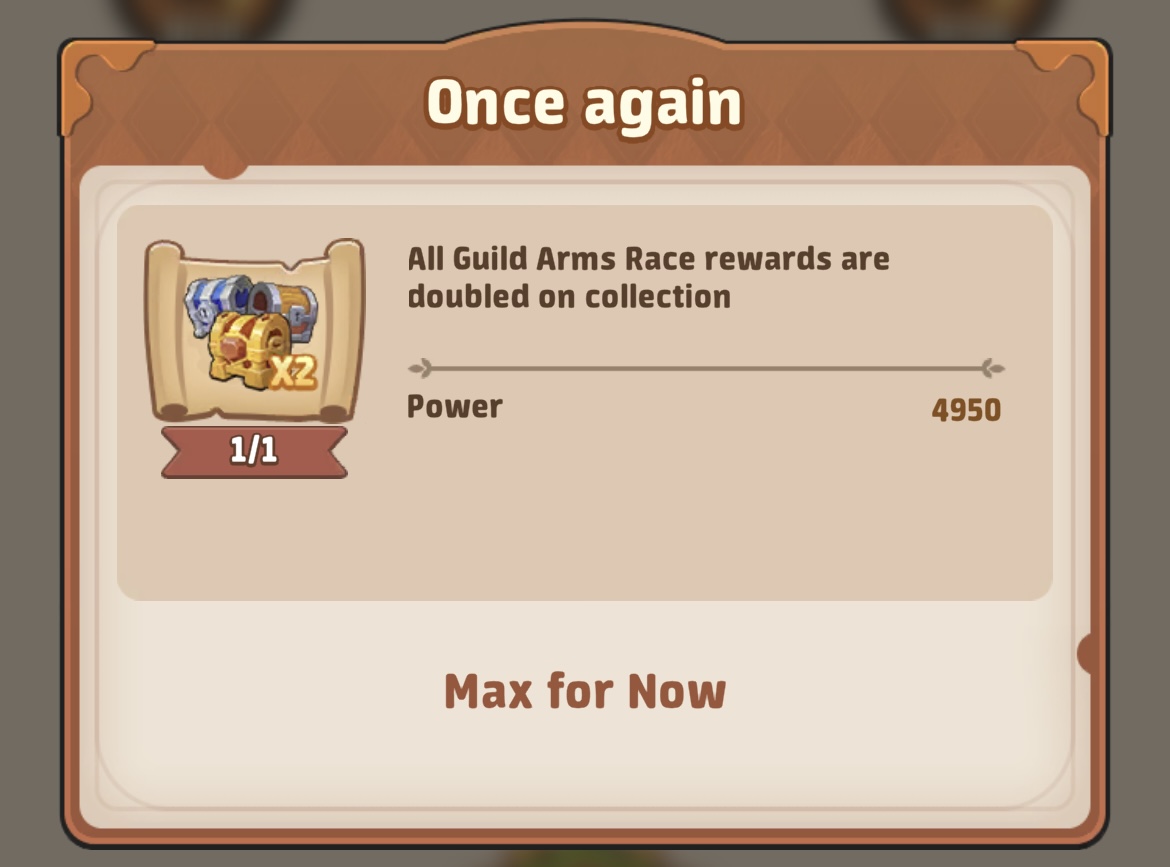 Once again
All Guild Arms Race rewards are
doubled on collection
X2
Power 4950
1/1
Max for Now